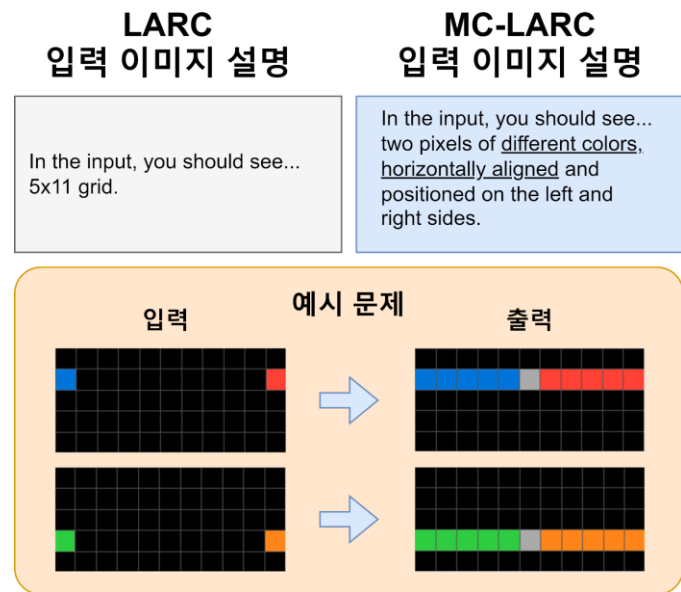 LARC
입력 이미지 설명
MC-LARC
입력 이미지 설명
In the input, you should see...
5x11 grid.
In the input, you should see...
two pixels of different colors,
horizontally aligned and
positioned on the left and
right sides.
예시 문제
입력
출력